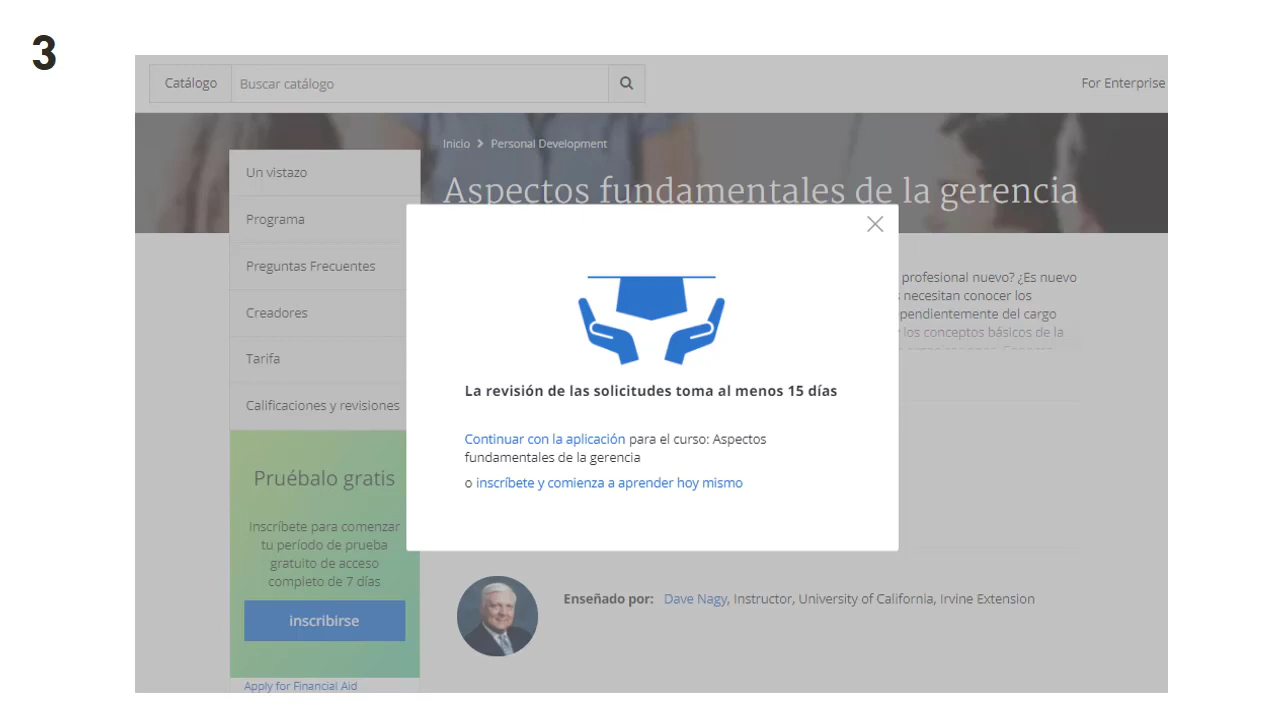 3
Catálogo
Buscar catálogo
For Enterprise
Inicio
Personal Development
Aspectos fundamentales de la gerencia
Un vistazo
Programa
Preguntas Frecuentes
Creadores
Tarifa
Calificaciones y revisiones
Pruébalo gratis
Inscríbete para comenzar
tu período de prueba
gratuito de acceso
completo de 7 días
inscribirse
Apply for Financial Aid
La revisión de las solicitudes toma al menos 15 días
Continuar con la aplicación para el curso: Aspectos
fundamentales de la gerencia
o inscríbete y comienza a aprender hoy mismo
profesional nuevo? ¿Es nuevo
necesitan conocer los
pendientemente del cargo
los conceptos básicos de la
Enseñado por: Dave Nagy, Instructor, University of California, Irvine Extension